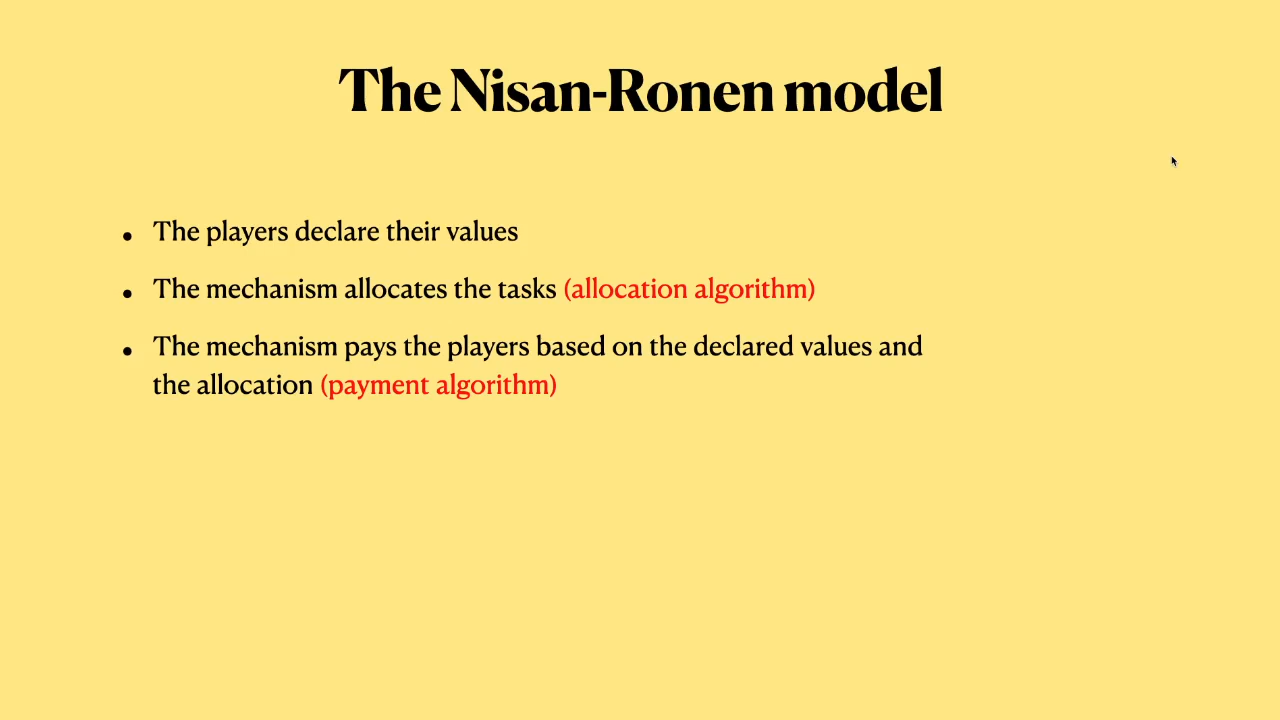 The Nisan-Ronen model
• The players declare their values
• The mechanism allocates the tasks (allocation algorithm)
• The mechanism pays the players based on the declared values and
the allocation (payment algorithm)